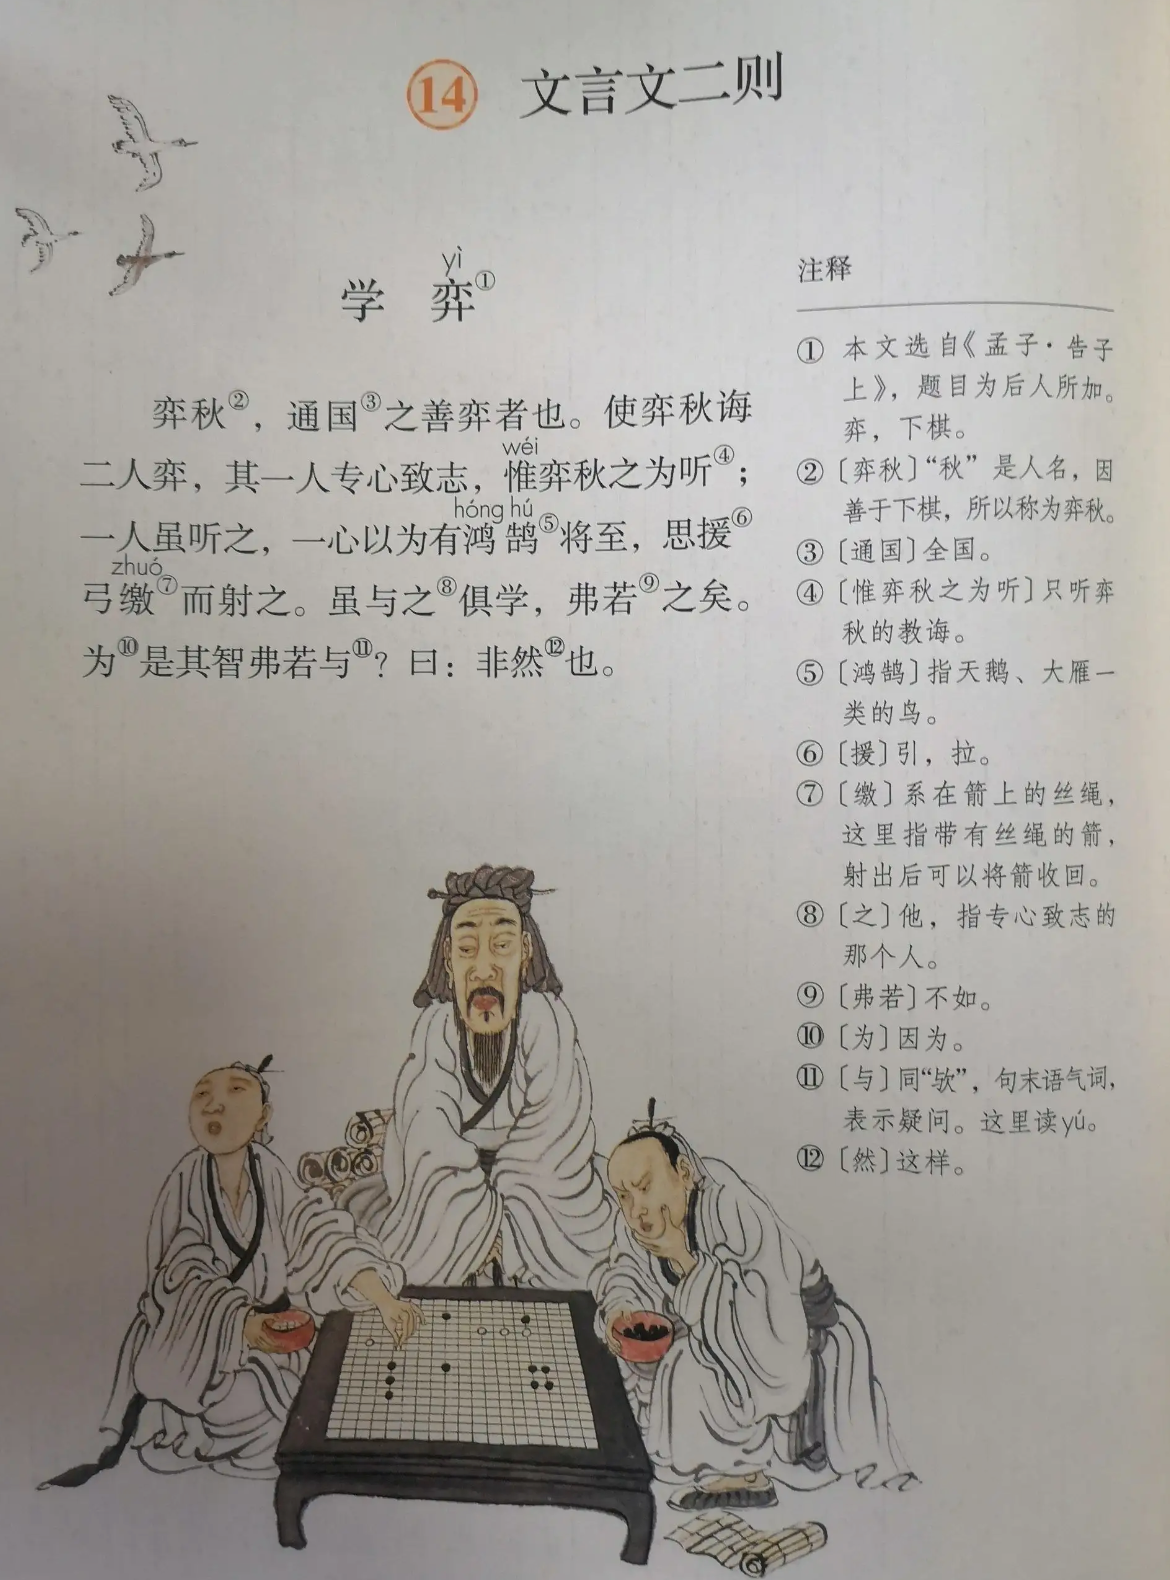 14 文言文二则
yì
学 弈①
弈秋②，通国③之善弈者也。使弈秋诲
wéi
二人弈，其一人专心致志，惟弈秋之为听④；
hóng hú
一人虽听之，一心以为有鸿鹄⑤将至，思援⑥
zhuó
弓缴⑦而射之。虽与之⑧俱学，弗若⑨之矣。
为⑩是其智弗若与⑪？曰：非然⑫也。
注释
① 本文选自《孟子·告子
上》，题目为后人所加。
弈，下棋。
② 〔弈秋〕“秋”是人名，因
善于下棋，所以称为弈秋。
③ 〔通国〕全国。
④ 〔惟弈秋之为听〕只听弈
秋的教诲。
⑤ 〔鸿鹄〕指天鹅、大雁一
类的鸟。
⑥ 〔援〕引，拉。
⑦ 〔缴〕系在箭上的丝绳，
这里指带有丝绳的箭，
射出后可以将箭收回。
⑧ 〔之〕他，指专心致志的
那个人。
⑨ 〔弗若〕不如。
⑩ 〔为〕因为。
⑪ 〔与〕同“欤”，句末语气词，
表示疑问。这里读yú。
⑫ 〔然〕这样。